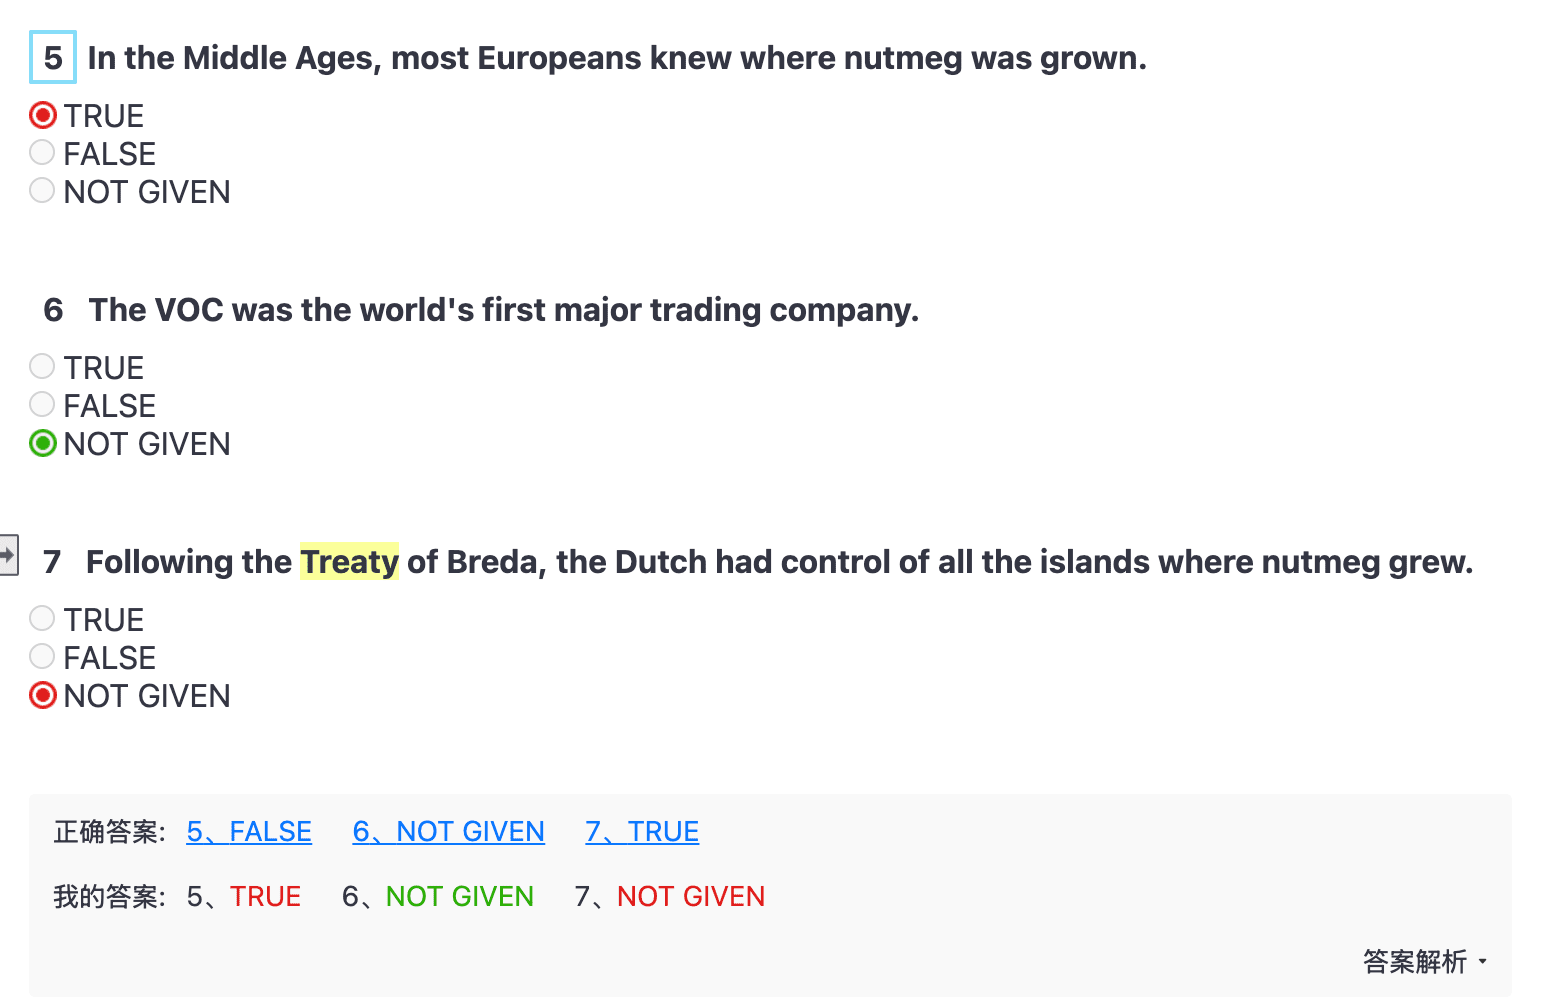 5 In the Middle Ages, most Europeans knew where nutmeg was grown.
TRUE
FALSE
NOT GIVEN
6 The VOC was the world's first major trading company.
TRUE
FALSE
NOT GIVEN
7 Following the Treaty of Breda, the Dutch had control of all the islands where nutmeg grew.
TRUE
FALSE
NOT GIVEN
正确答案: 5、FALSE 6、NOT GIVEN 7、TRUE
我的答案: 5、TRUE 6、NOT GIVEN 7、NOT GIVEN
答案解析